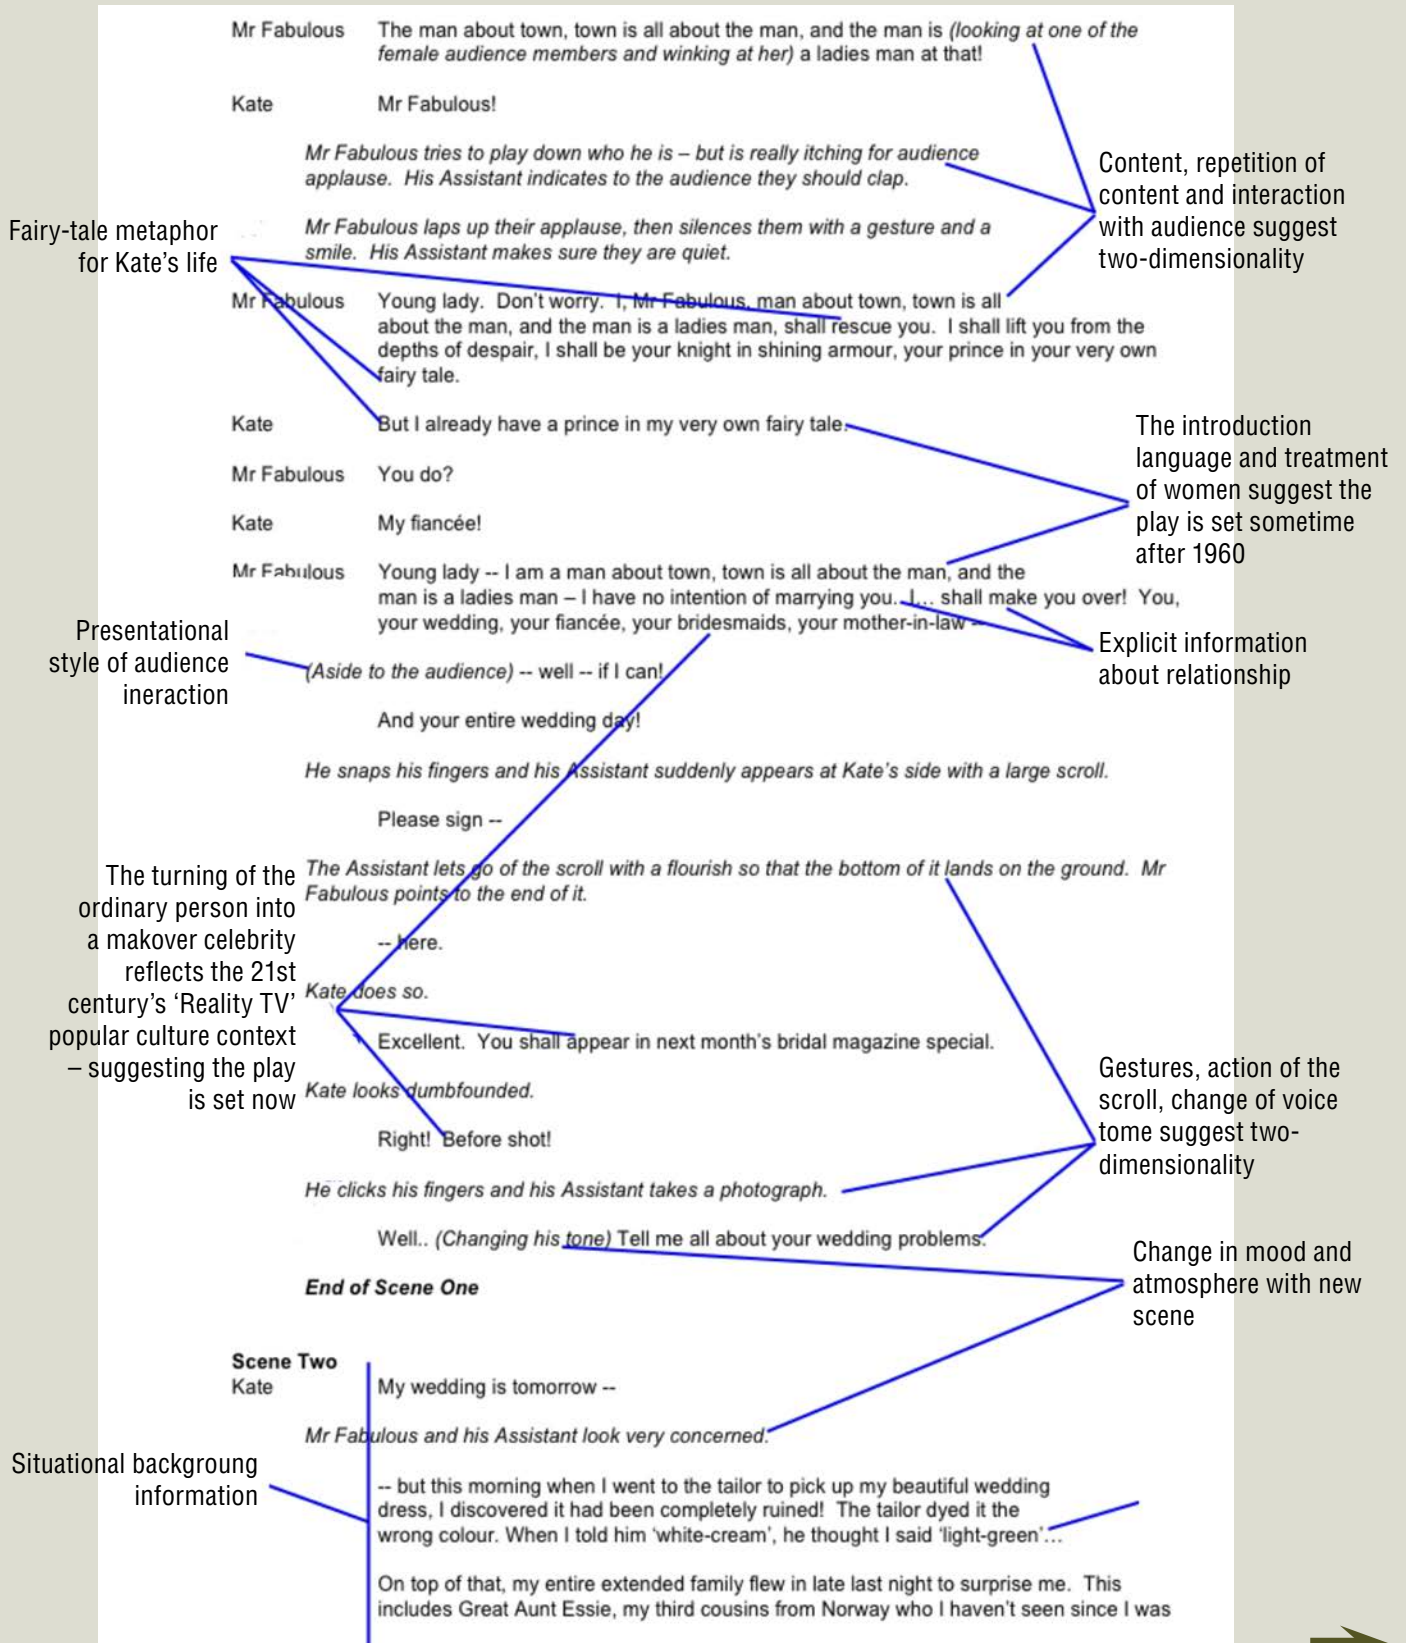 Mr Fabulous The man about town, town is all about the man, and the man is (looking at one of the
female audience members and winking at her) a ladies man at that!
Kate Mr Fabulous!
Mr Fabulous tries to play down who he is – but is really itching for audience
applause. His Assistant indicates to the audience they should clap.
Content, repetition of
content and interaction
with audience suggest
two-dimensionality
Mr Fabulous laps up their applause, then silences them with a gesture and a
smile. His Assistant makes sure they are quiet.
Fairy-tale metaphor
for Kate's life
Mr Fabulous Young lady. Don't worry. I, Mr Fabulous, man about town, town is all
about the man, and the man is a ladies man, shall rescue you. I shall lift you from the
depths of despair, I shall be your knight in shining armour, your prince in your very own
fairy tale.
Kate But I already have a prince in my very own fairy tale.
The introduction
language and treatment
of women suggest the
play is set sometime
after 1960
Mr Fabulous You do?
Kate My fiancée!
Mr Fabulous Young lady -- I am a man about town, town is all about the man, and the
man is a ladies man – I have no intention of marrying you. I... shall make you over! You,
your wedding, your fiancée, your bridesmaids, your mother-in-law --
Explicit information
about relationship
Presentational
style of audience
ineraction
(Aside to the audience) -- well -- if I can!
And your entire wedding day!
He snaps his fingers and his Assistant suddenly appears at Kate's side with a large scroll.
Please sign --
The Assistant lets go of the scroll with a flourish so that the bottom of it lands on the ground. Mr
Fabulous points to the end of it.
The turning of the
ordinary person into
a makover celebrity
reflects the 21st
century's ‘Reality TV’
popular culture context
– suggesting the play
is set now
-- here.
Kate does so.
Excellent. You shall appear in next month's bridal magazine special.
Kate looks dumbfounded.
Right! Before shot!
Gestures, action of the
scroll, change of voice
tome suggest two-
dimensionality
He clicks his fingers and his Assistant takes a photograph.
Well.. (Changing his tone) Tell me all about your wedding problems.
Change in mood and
atmosphere with new
scene
End of Scene One
Scene Two
Kate My wedding is tomorrow --
Mr Fabulous and his Assistant look very concerned.
Situational backgroung
information
-- but this morning when I went to the tailor to pick up my beautiful wedding
dress, I discovered it had been completely ruined! The tailor dyed it the
wrong colour. When I told him 'white-cream', he thought I said 'light-green'...
On top of that, my entire extended family flew in late last night to surprise me. This
includes Great Aunt Essie, my third cousins from Norway who I haven't seen since I was